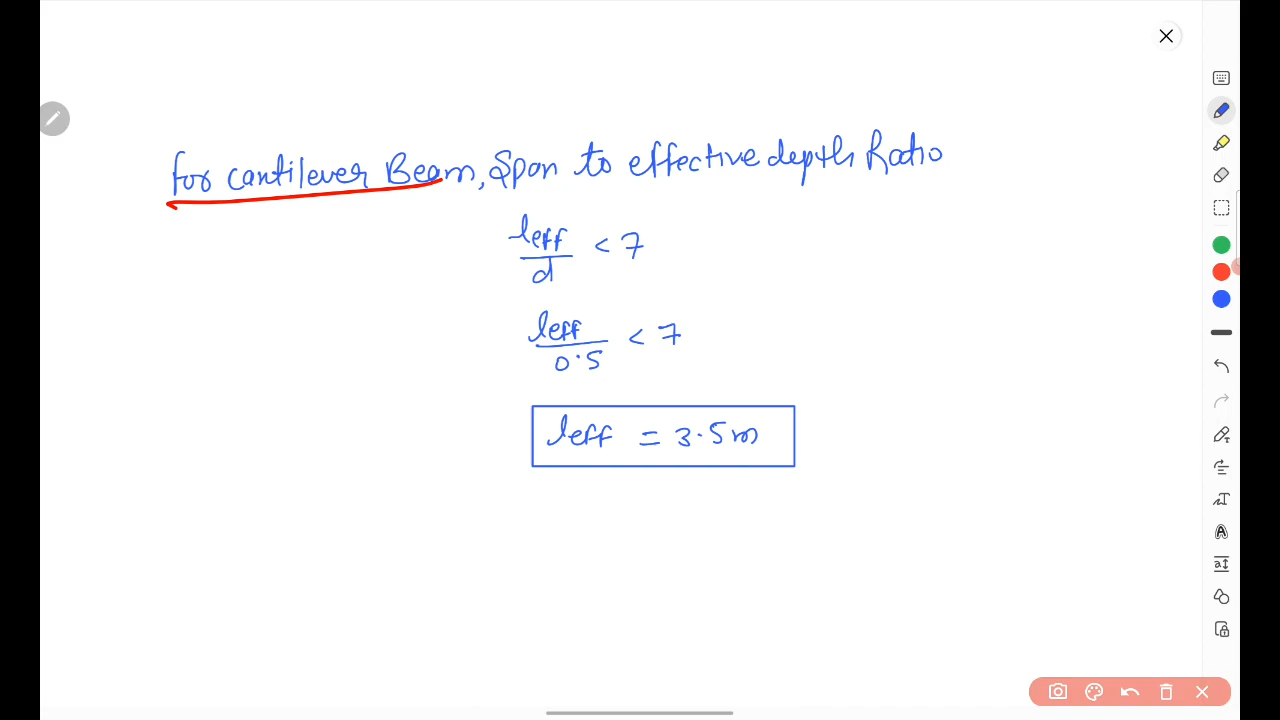 for cantilever Beam, Span to effective depth Ratio
leff
d
< 7
leff
0.5
< 7
leff = 3.5m